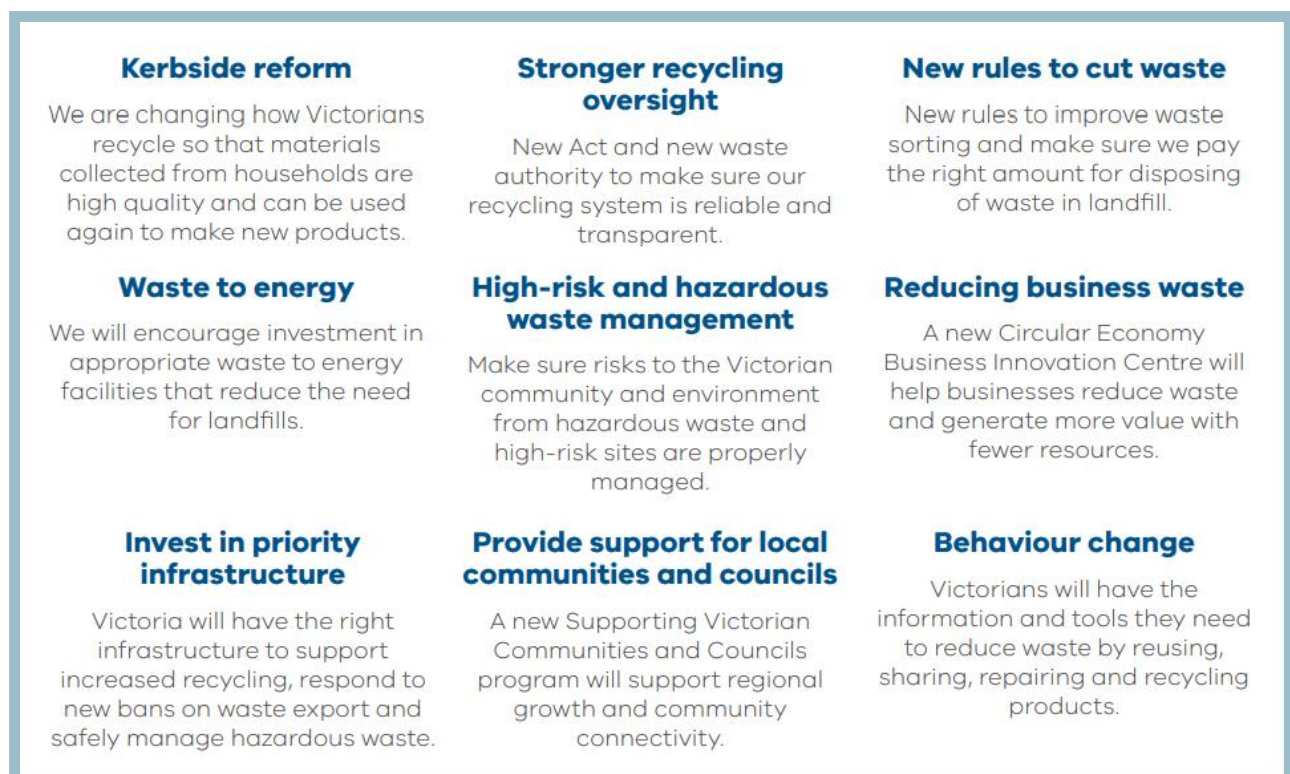 Kerbside reform
We are changing how Victorians
recycle so that materials
collected from households are
high quality and can be used
again to make new products.
Stronger recycling
oversight
New Act and new waste
authority to make sure our
recycling system is reliable and
transparent.
New rules to cut waste
New rules to improve waste
sorting and make sure we pay
the right amount for disposing
of waste in landfill.
Waste to energy
We will encourage investment in
appropriate waste to energy
facilities that reduce the need
for landfills.
High-risk and hazardous
waste management
Make sure risks to the Victorian
community and environment
from hazardous waste and
high-risk sites are properly
managed.
Reducing business waste
A new Circular Economy
Business Innovation Centre will
help businesses reduce waste
and generate more value with
fewer resources.
Invest in priority
infrastructure
Victoria will have the right
infrastructure to support
increased recycling, respond to
new bans on waste export and
safely manage hazardous waste.
Provide support for local
communities and councils
A new Supporting Victorian
Communities and Councils
program will support regional
growth and community
connectivity.
Behaviour change
Victorians will have the
information and tools they need
to reduce waste by reusing,
sharing, repairing and recycling
products.